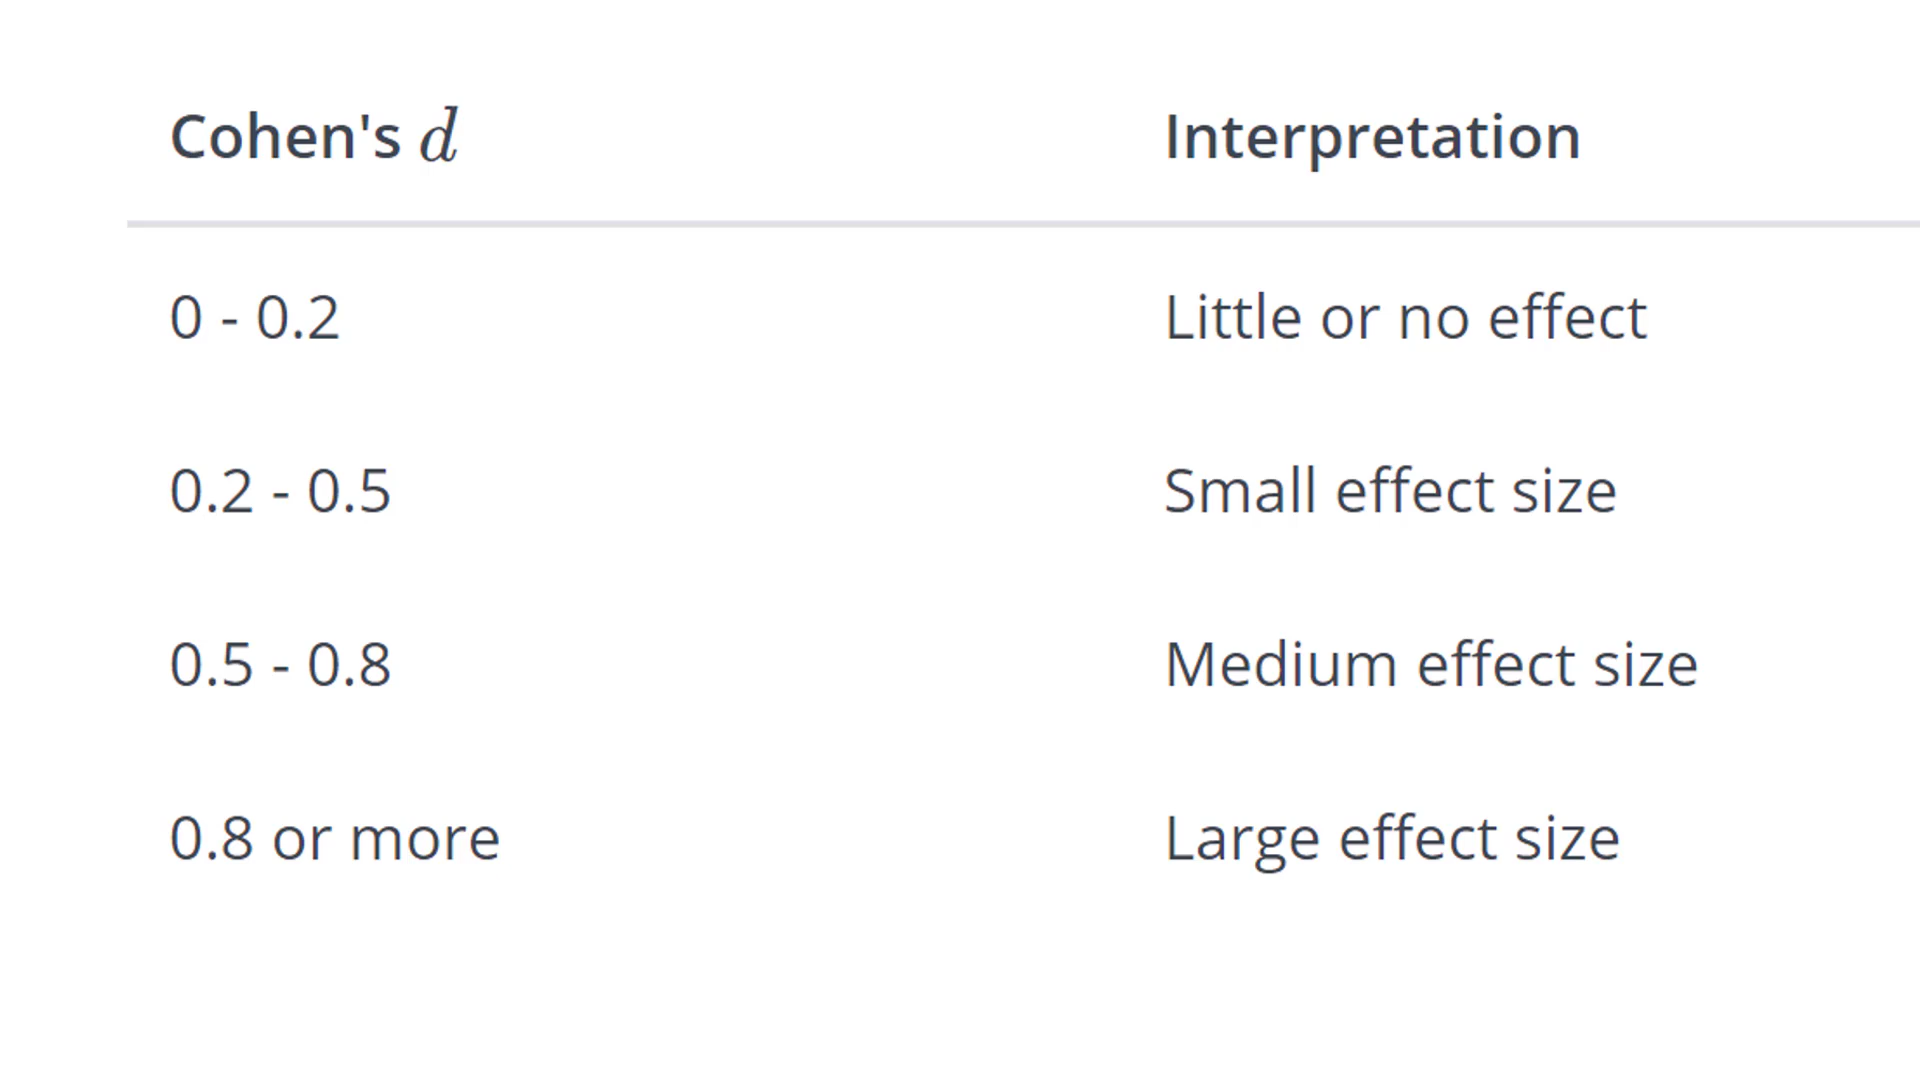 Cohen's d Interpretation
0 - 0.2 Little or no effect
0.2 - 0.5 Small effect size
0.5 - 0.8 Medium effect size
0.8 or more Large effect size